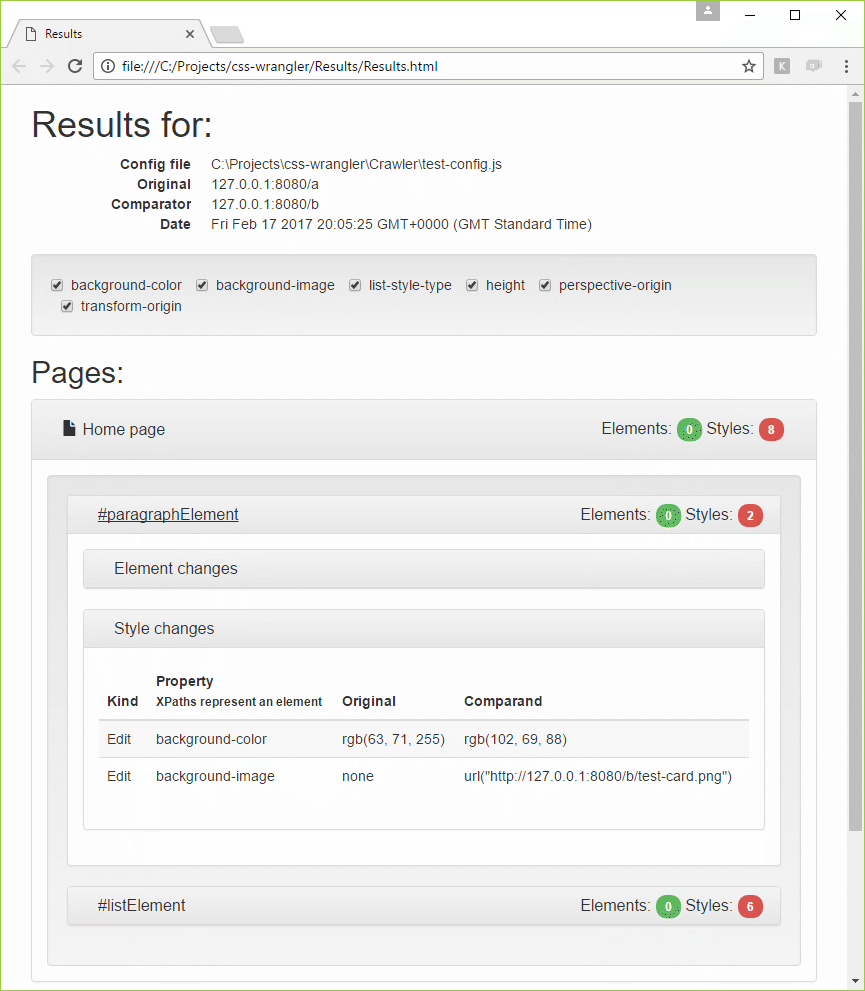 Results
file:///C:/Projects/css-wrangler/Results/Results.html
K
Results for:
Config file C:\Projects\css-wrangler\Crawler\test-config.js
Original 127.0.0.1:8080/a
Comparator 127.0.0.1:8080/b
Date Fri Feb 17 2017 20:05:25 GMT+0000 (GMT Standard Time)
background-color background-image list-style-type height perspective-origin
transform-origin
Pages:
Home page Elements: 0 Styles: 8
#paragraphElement Elements: 0 Styles: 2
Element changes
Style changes
Property
Kind XPaths represent an element Original Comparand
Edit background-color rgb(63, 71, 255) rgb(102, 69, 88)
Edit background-image none url("http://127.0.0.1:8080/b/test-card.png")
#listElement Elements: 0 Styles: 6